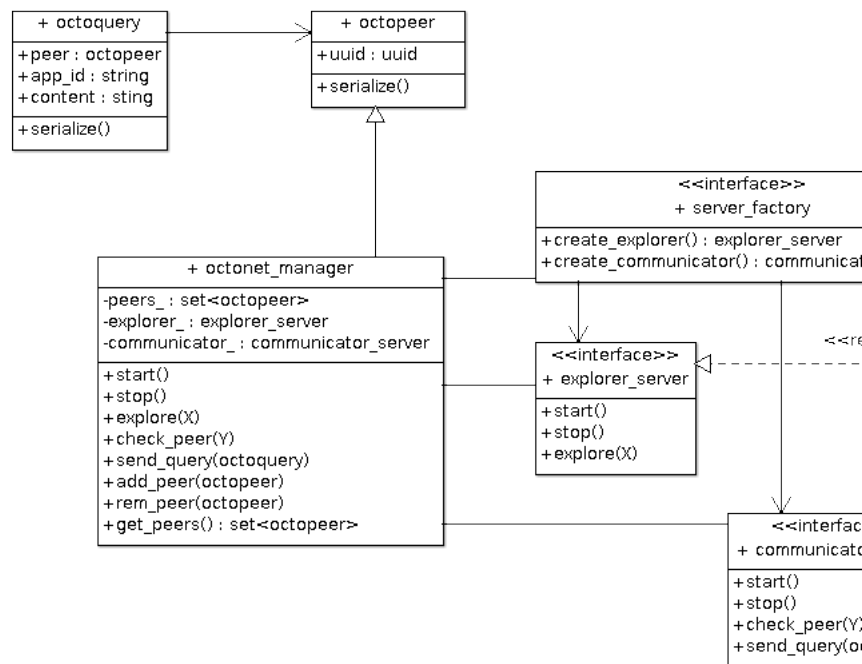 + octoquery
+peer : octopeer
+app_id : string
+content : sting
+serialize()
+ octopeer
+uuid : uuid
+serialize()
<<interface>>
+ server_factory
+create_explorer() : explorer_server
+create_communicator() : communicat
+ octonet_manager
-peers_ : set<octopeer>
-explorer_ : explorer_server
-communicator_ : communicator_server
+start()
+stop()
+explore(X)
+check_peer(Y)
+send_query(octoquery)
+add_peer(octopeer)
+rem_peer(octopeer)
+get_peers() : set<octopeer>
<<interface>>
+ explorer_server
+start()
+stop()
+explore(X)
<<re
<<interfac
+ communicato
+start()
+stop()
+check_peer(Y)
+send_query(oc